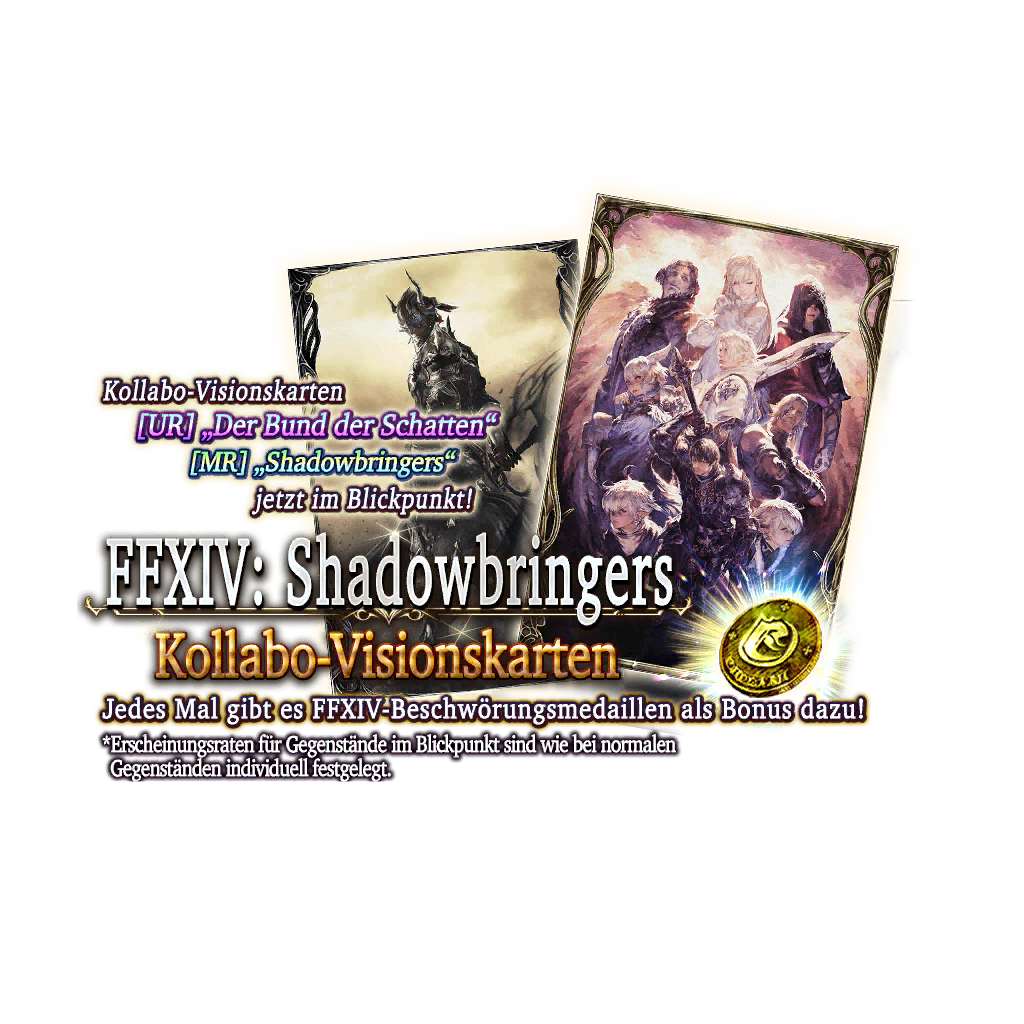 Kollabo-Visionskarten
[UR] „Der Bund der Schatten“
[MR] „Shadowbringers“
jetzt im Blickpunkt!
FFXIV: Shadowbringers
Kollabo-Visionskarten
Jedes Mal gibt es FFXIV-Beschwörungsmedaillen als Bonus dazu!
*Erscheinungsraten für Gegenstände im Blickpunkt sind wie bei normalen
Gegenständen individuell festgelegt.